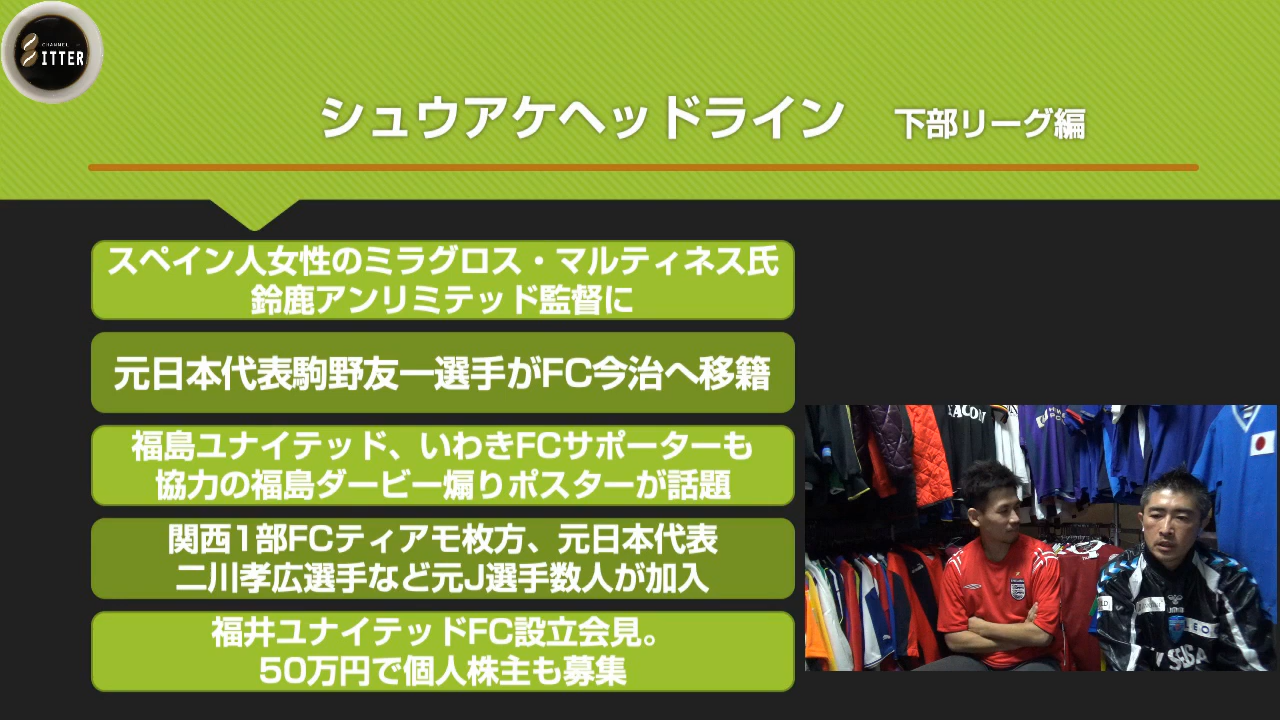 CHANNEL
BITTER
シュウアケヘッドライン 下部リーグ編
スペイン人女性のミラグロス・マルティネス氏
鈴鹿アンリミテッド監督に
元日本代表駒野友一選手がFC今治へ移籍
福島ユナイテッド、いわきFCサポーターも
協力の福島ダービー煽りポスターが話題
関西1部FCティアモ枚方、元日本代表
二川孝広選手など元J選手数人が加入
福井ユナイテッドFC設立会見。
50万円で個人株主も募集